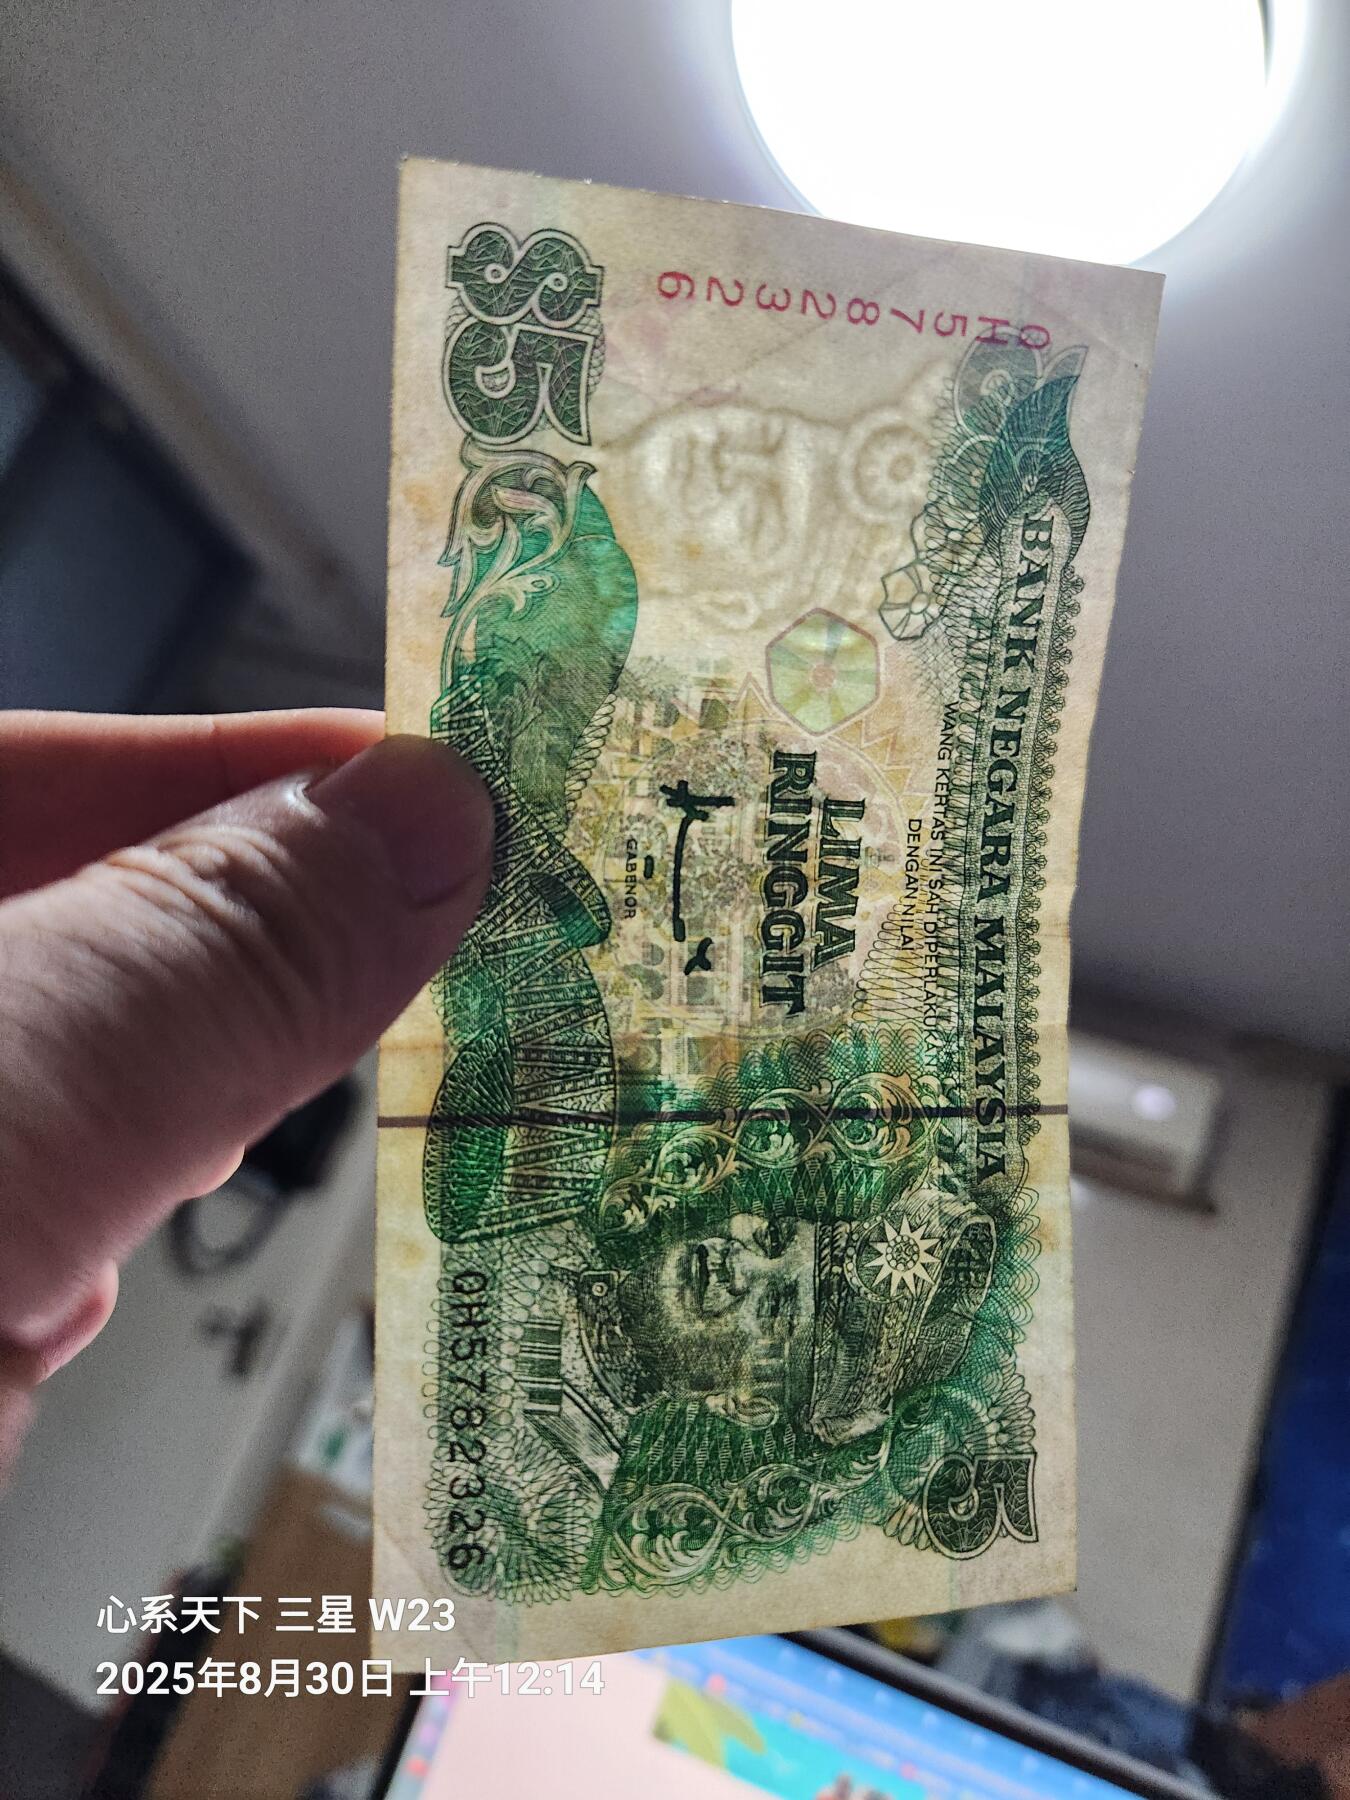 QH5782326
BANK NEGARA MALAYSIA
WANG KERTAS INI SAH DIPERLAKUKAN
DENGAN NILAI
LIMA
RINGGIT
GABENOR
$5
5
QH5782326
心系天下 三星 W23
2025年8月30日 上午12:14